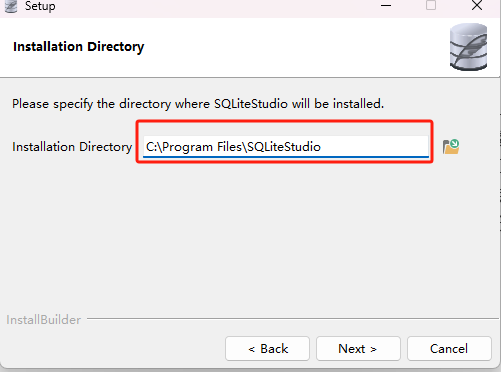 Setup
Installation Directory
Please specify the directory where SQLiteStudio will be installed.
Installation Directory C:\Program Files\SQLiteStudio
InstallBuilder
< Back Next > Cancel